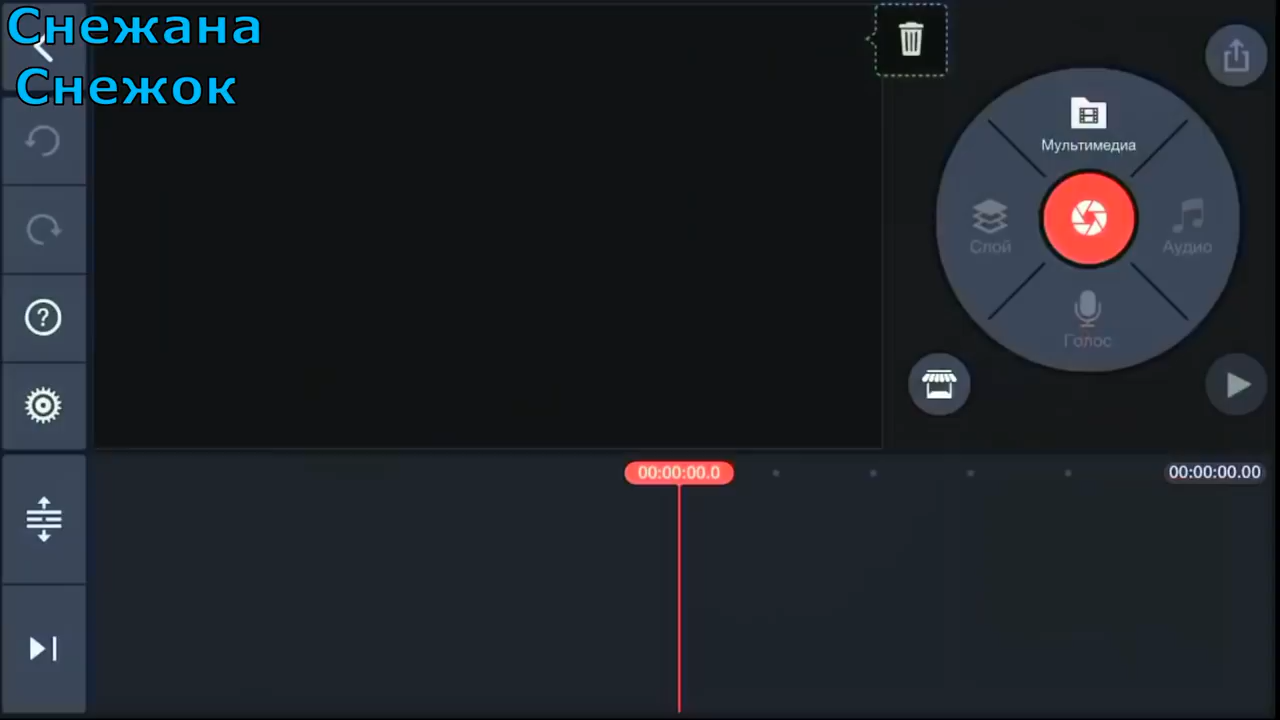 Снежана
Снежок
Мультимедиа
Слой
Аудио
Голос
00:00:00.0
00:00:00.00